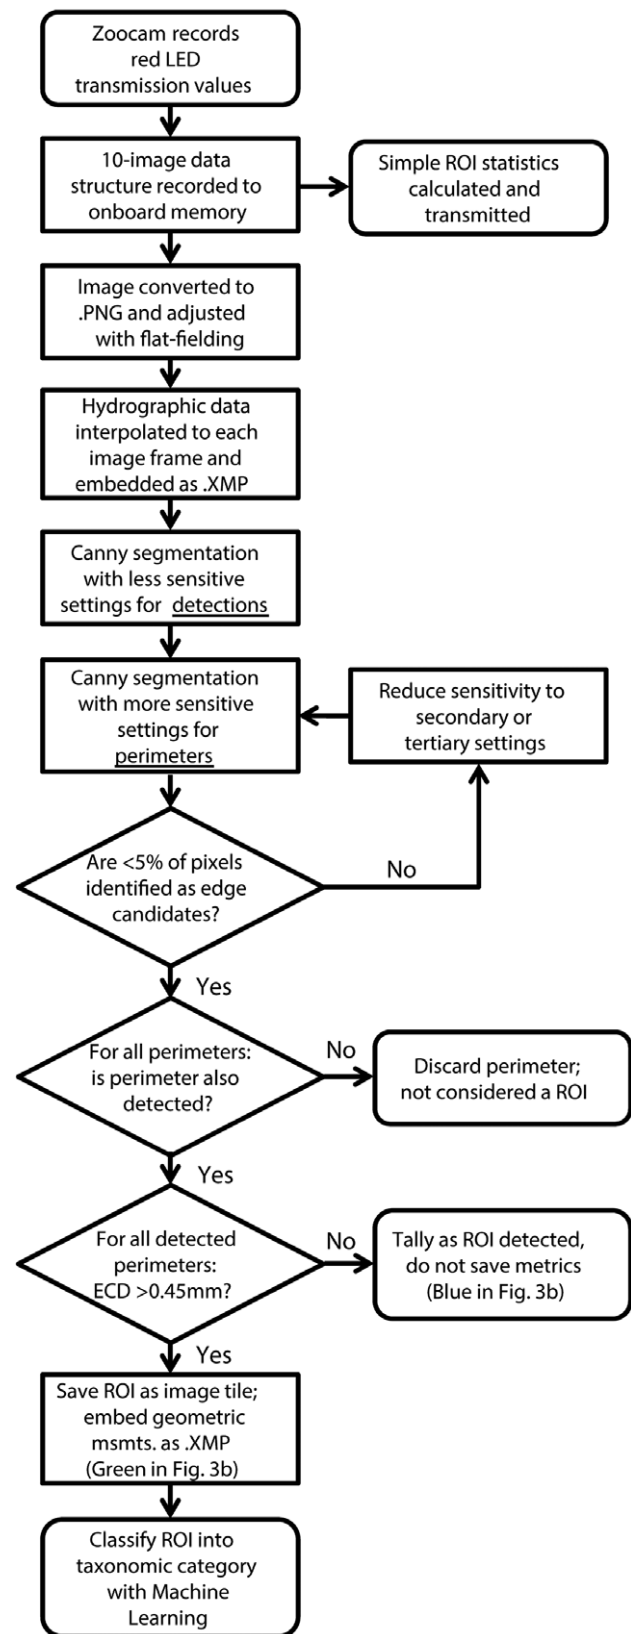 Zoocam records
red LED
transmission values
10-image data
structure recorded to
onboard memory
Simple ROI statistics
calculated and
transmitted
Image converted to
.PNG and adjusted
with flat-fielding
Hydrographic data
interpolated to each
image frame and
embedded as .XMP
Canny segmentation
with less sensitive
settings for detections
Canny segmentation
with more sensitive
settings for
perimeters
Reduce sensitivity to
secondary or
tertiary settings
Are <5% of pixels
identified as edge
candidates?
No
Yes
For all perimeters:
is perimeter also
detected?
No
Discard perimeter;
not considered a ROI
Yes
For all detected
perimeters:
ECD >0.45mm?
No
Tally as ROI detected,
do not save metrics
(Blue in Fig. 3b)
Yes
Save ROI as image tile;
embed geometric
msmts. as .XMP
(Green in Fig. 3b)
Classify ROI into
taxonomic category
with Machine
Learning